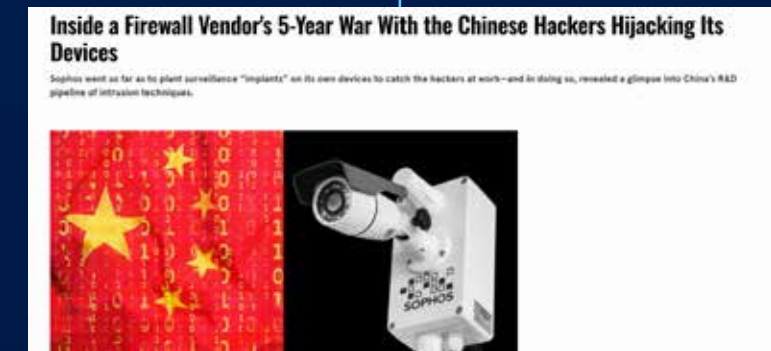 Inside a Firewall Vendor's 5-Year War With the Chinese Hackers Hijacking Its
Devices
Sophos went so far as to plant surveillance "implants" on its own devices to catch the hackers at work—and in doing so, revealed a glimpse into China's R&D
pipeline of intrusion techniques.
SOPHOS